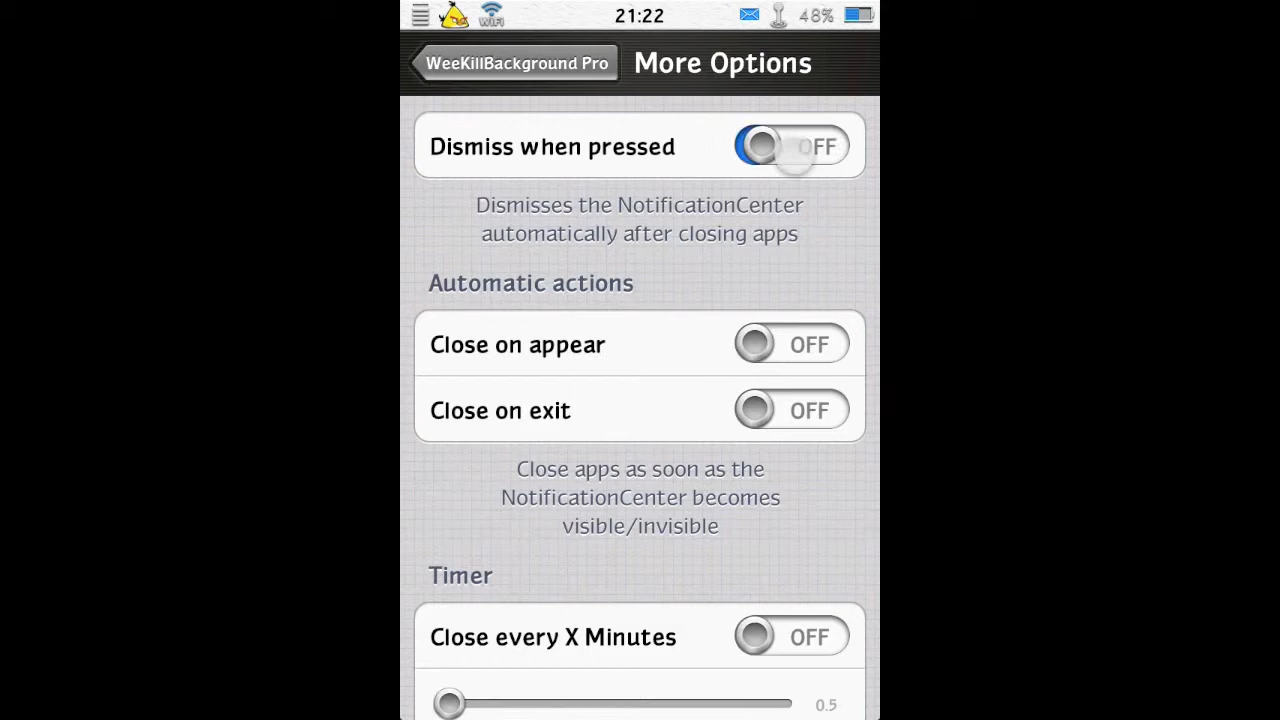 WiFi 21:22 48%
WeeKillBackground Pro More Options
Dismiss when pressed OFF
Dismisses the NotificationCenter
automatically after closing apps
Automatic actions
Close on appear OFF
Close on exit OFF
Close apps as soon as the
NotificationCenter becomes
visible/invisible
Timer
Close every X Minutes OFF
0.5